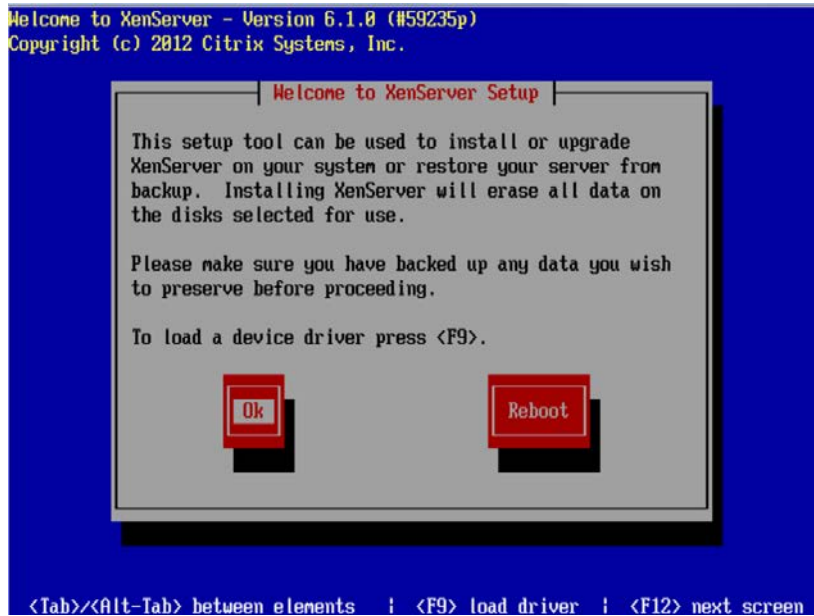 Welcome to XenServer - Version 6.1.0 (#59235p)
Copyright (c) 2012 Citrix Systems, Inc.
Welcome to XenServer Setup
This setup tool can be used to install or upgrade
XenServer on your system or restore your server from
backup.  Installing XenServer will erase all data on
the disks selected for use.
Please make sure you have backed up any data you wish
to preserve before proceeding.
To load a device driver press <F9>.
Ok
Reboot
<Tab>/<Alt-Tab> between elements   |  <F9> load driver  |  <F12> next screen